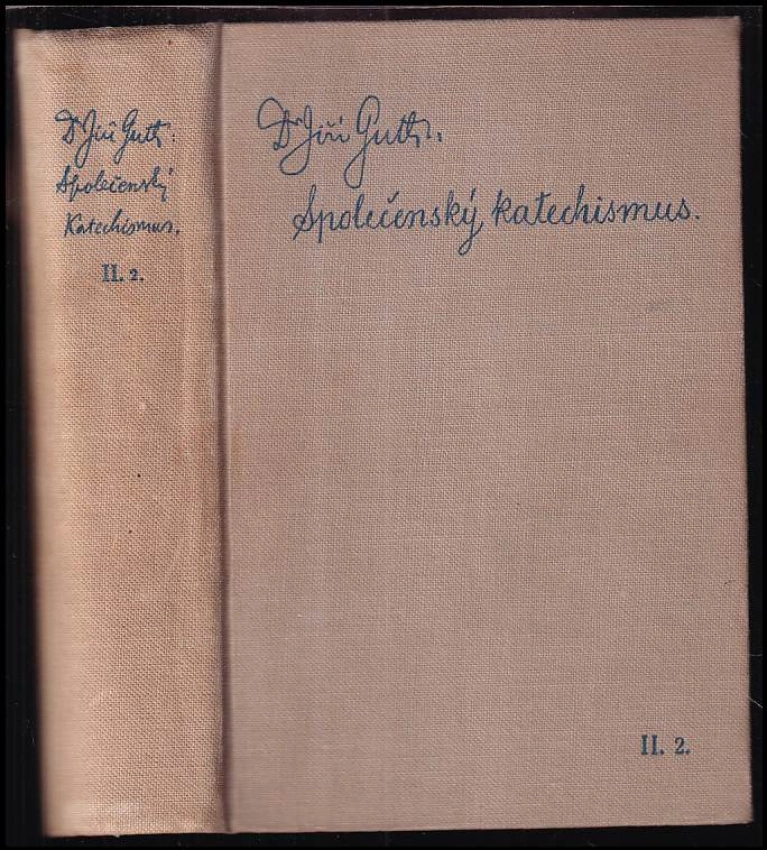 Dr Jiří Guth:
Společenský
Katechismus.
II. 2.
Dr Jiří Guth:
Společenský katechismus.
II. 2.